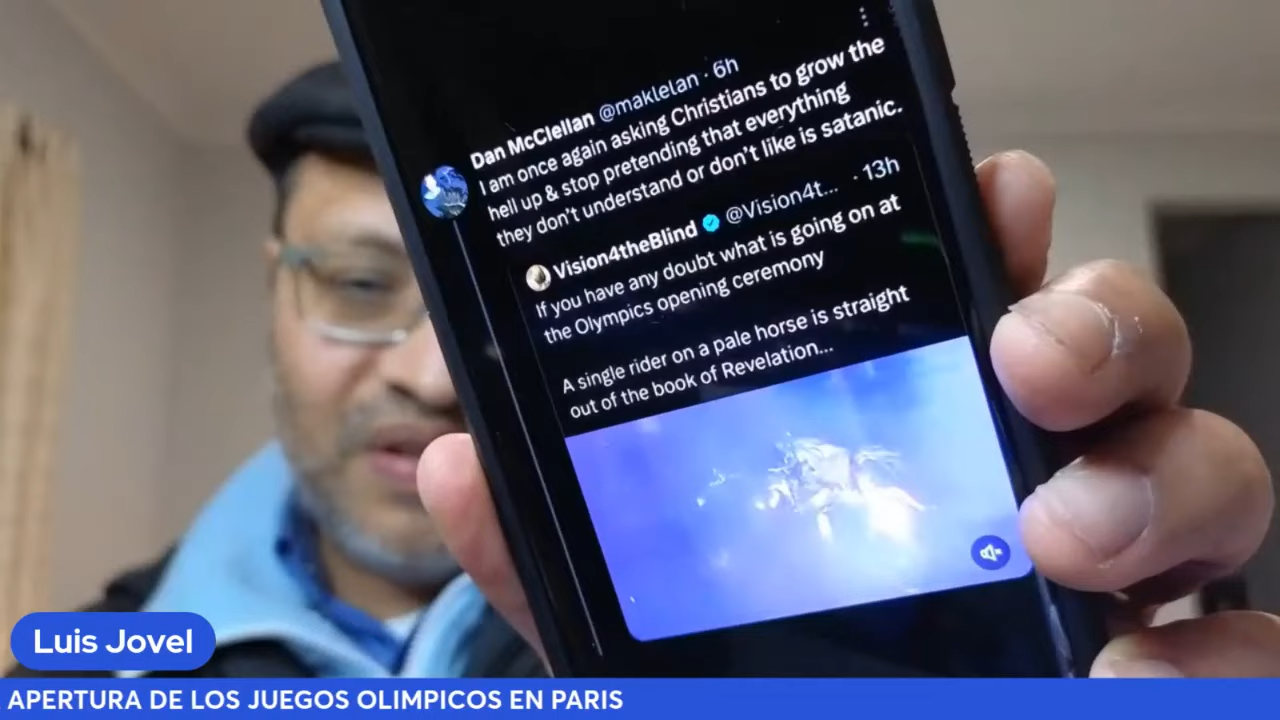 Dan McClellan @maklelan · 6h
I am once again asking Christians to grow the
hell up & stop pretending that everything
they don't understand or don't like is satanic.
Vision4theBlind @Vision4t... · 13h
If you have any doubt what is going on at
the Olympics opening ceremony
A single rider on a pale horse is straight
out of the book of Revelation...
Luis Jovel
APERTURA DE LOS JUEGOS OLIMPICOS EN PARIS